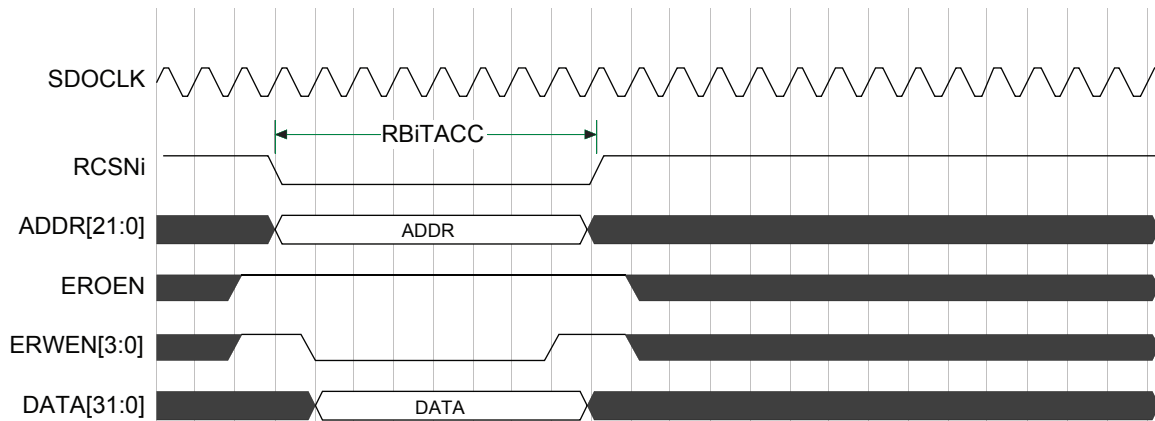 SDOCLK
RBiTACC
RCSNi
ADDR[21:0]
ADDR
EROEN
ERWEN[3:0]
DATA[31:0]
DATA